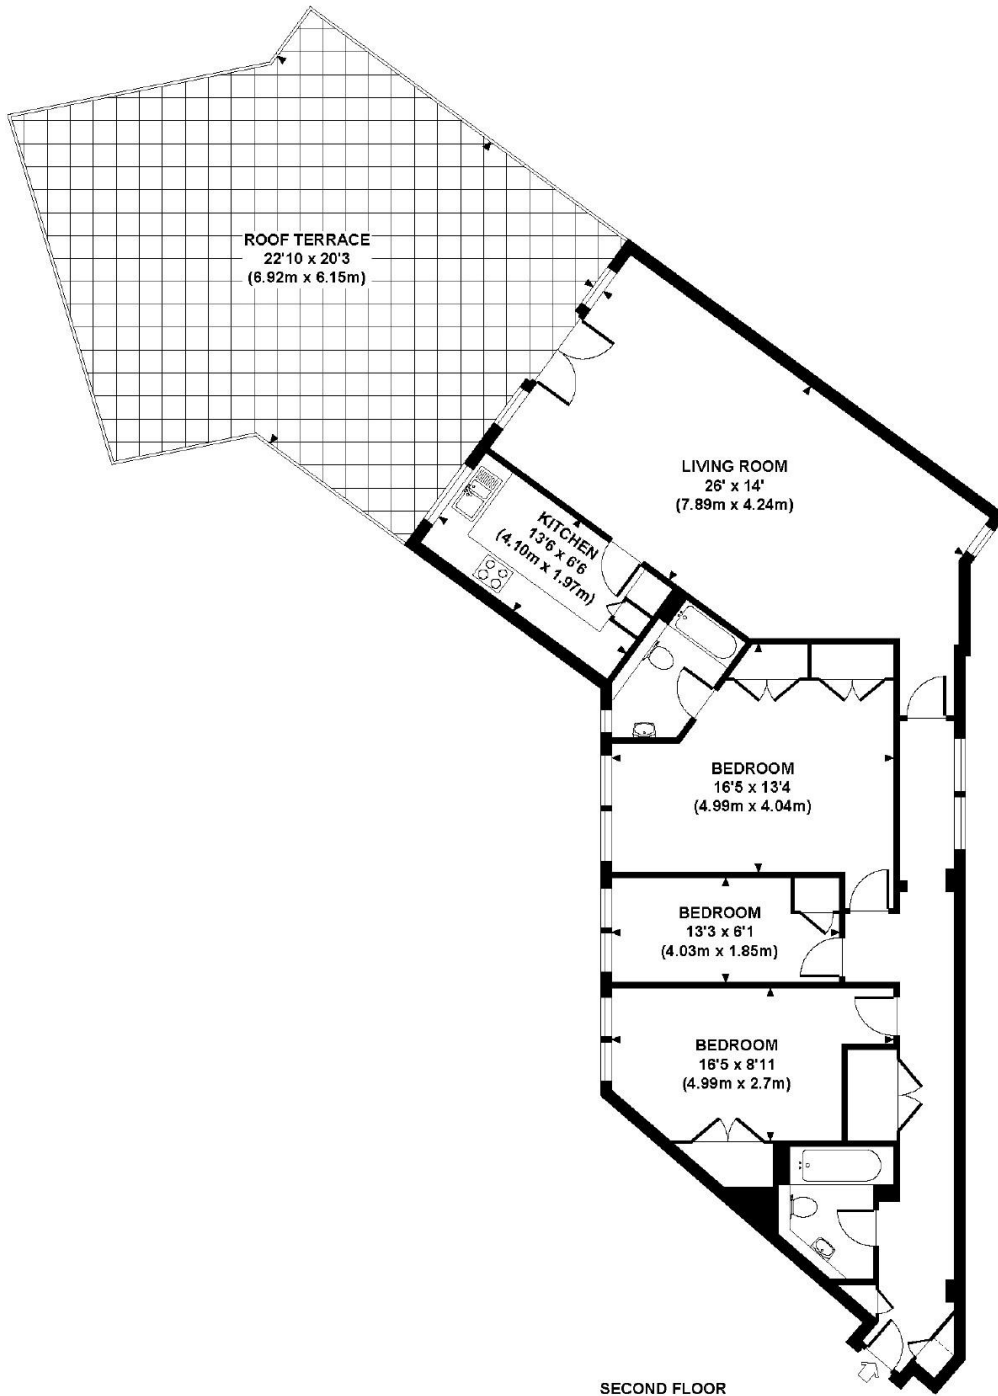 ROOF TERRACE
22'10 x 20'3
(6.92m x 6.15m)
LIVING ROOM
26' x 14'
(7.89m x 4.24m)
KITCHEN
13'6 x 6'6
(4.10m x 1.97m)
BEDROOM
16'5 x 13'4
(4.99m x 4.04m)
BEDROOM
13'3 x 6'1
(4.03m x 1.85m)
BEDROOM
16'5 x 8'11
(4.99m x 2.7m)
SECOND FLOOR